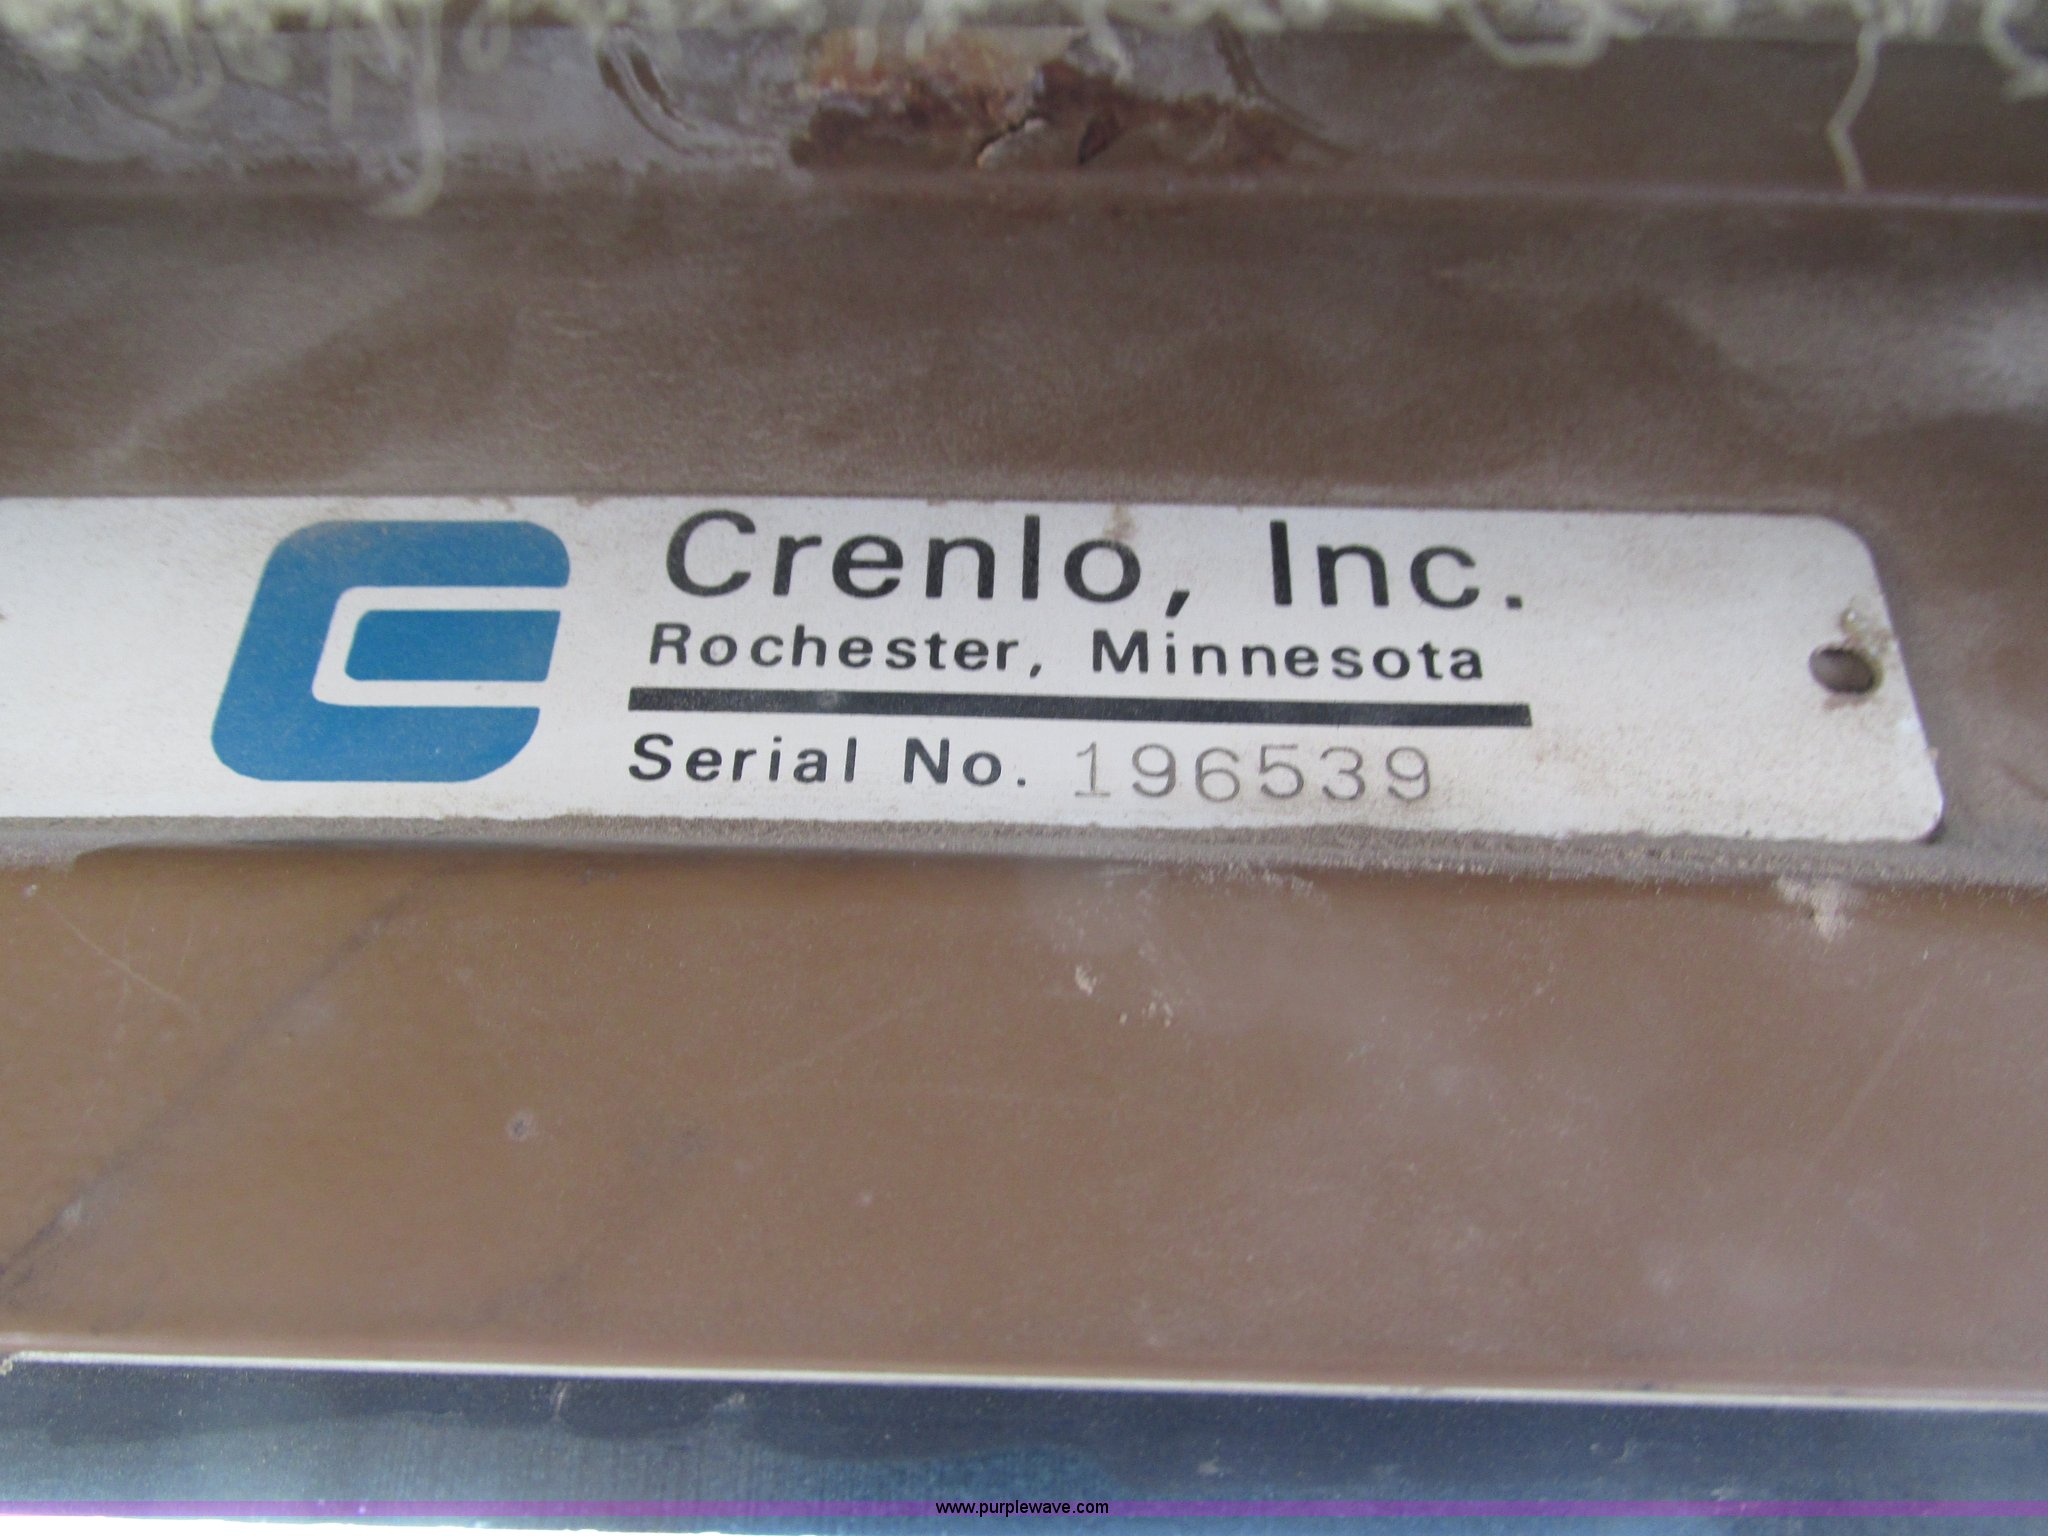 Crenlo, Inc.
Rochester, Minnesota
Serial No. 196539
www.purplewave.com